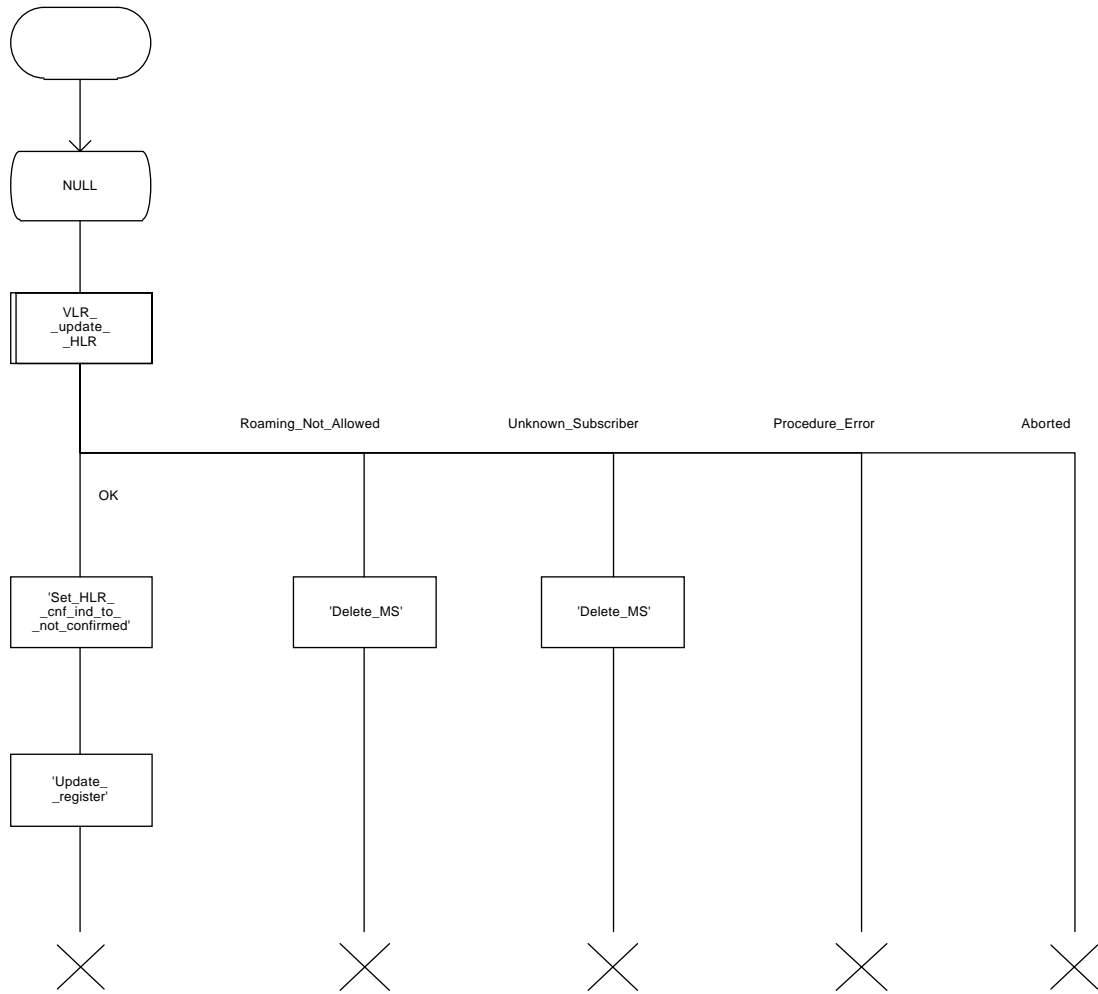 NULL
VLR_
_update_
_HLR
Roaming_Not_Allowed
Unknown_Subscriber
Procedure_Error
Aborted
OK
'Set_HLR_
_cnf_ind_to_
_not_confirmed'
'Delete_MS'
'Delete_MS'
'Update_
_register'